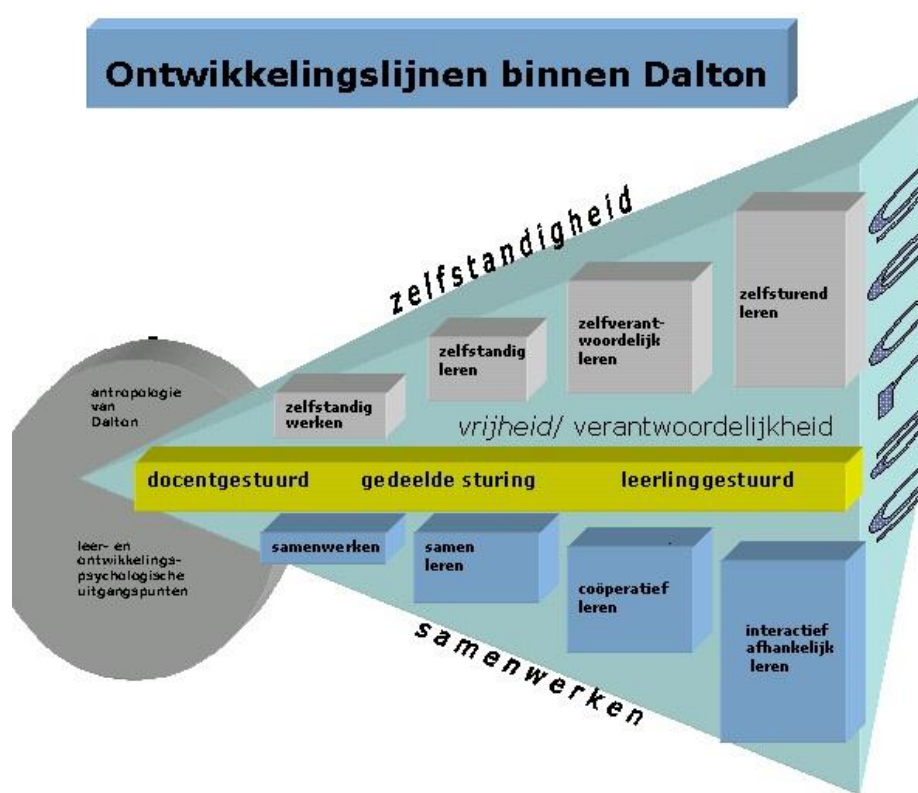 Ontwikkelingslijnen binnen Dalton
zelfstandigheid
antropologie
van
Dalton
zelfstandig
werken
zelfstandig
leren
zelfverant-
woordelijk
leren
zelfsturend
leren
vrijheid/ verantwoordelijkheid
docentgestuurd
gedeelde sturing
leerlinggestuurd
leer- en
ontwikkelings-
psychologische
uitgangspunten
samenwerken
samen
leren
coöperatief
leren
interactief
afhankelijk
leren
samenwerken